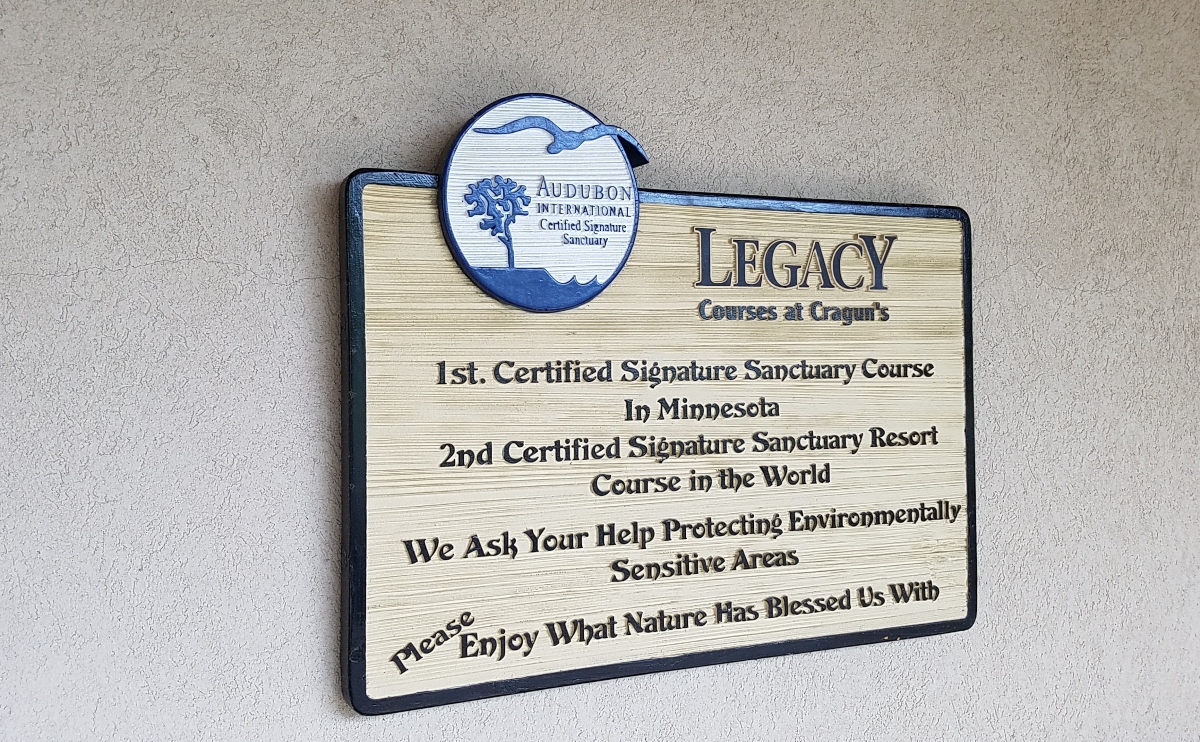 AUDUBON
INTERNATIONAL
Certified Signature
Sanctuary
LEGACY
Courses at Cragun's
1st. Certified Signature Sanctuary Course
In Minnesota
2nd Certified Signature Sanctuary Resort
Course in the World
We Ask Your Help Protecting Environmentally
Sensitive Areas
Please Enjoy What Nature Has Blessed Us With